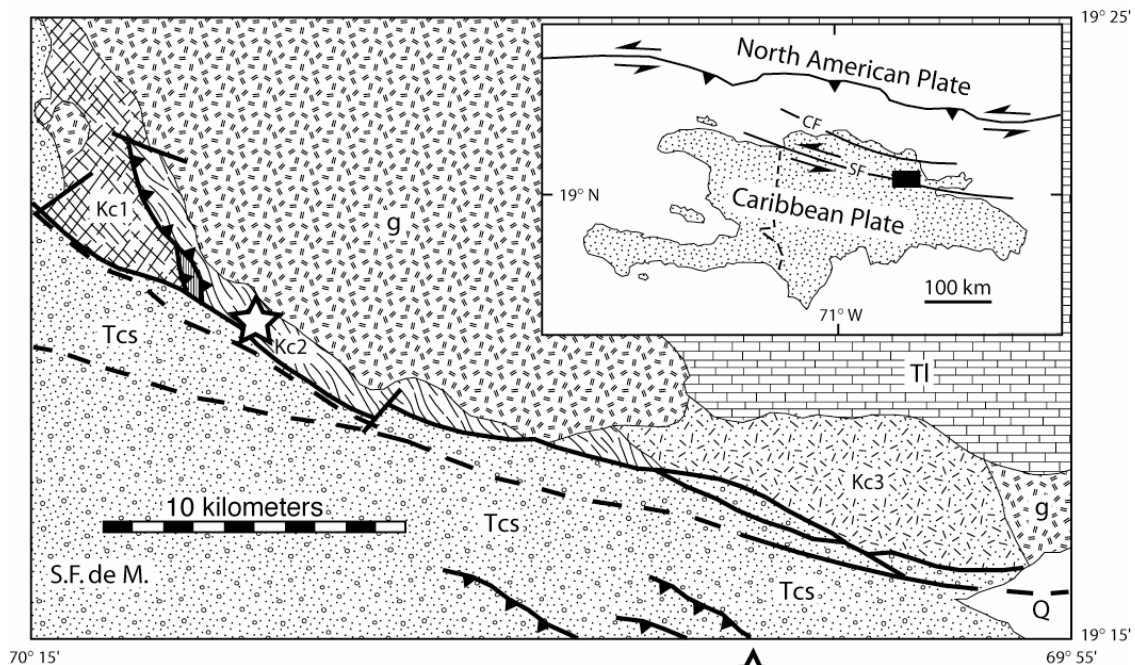 19° 25'
North American Plate
CF
SF
19° N
Caribbean Plate
100 km
71° W
Kc1
g
Tcs
Kc2
Tl
Kc3
g
10 kilometers
Tcs
S.F. de M.
Tcs
Q
19° 15'
70° 15'
69° 55'